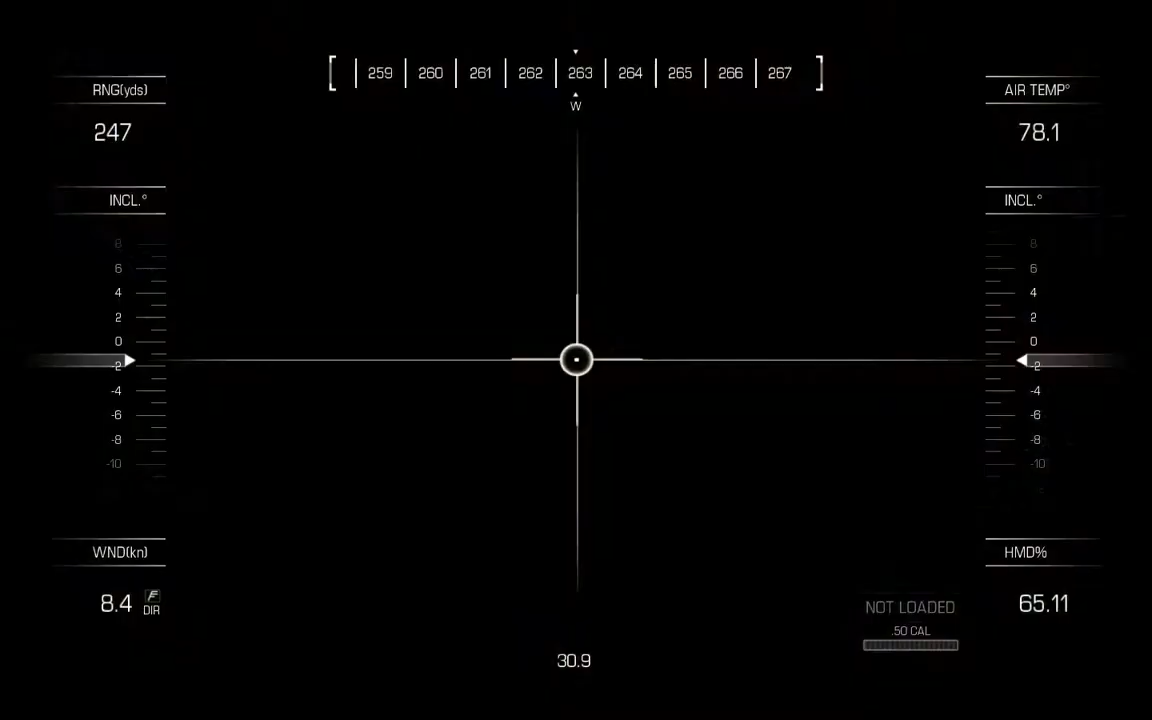 259 260 261 262 263 264 265 266 267
W
RNG(yds)
247
INCL.°
8
6
4
2
0
-2
-4
-6
-8
-10
WND(kn)
8.4
DIR
30.9
NOT LOADED
.50 CAL
AIR TEMP°
78.1
INCL.°
8
6
4
2
0
-2
-4
-6
-8
-10
HMD%
65.11